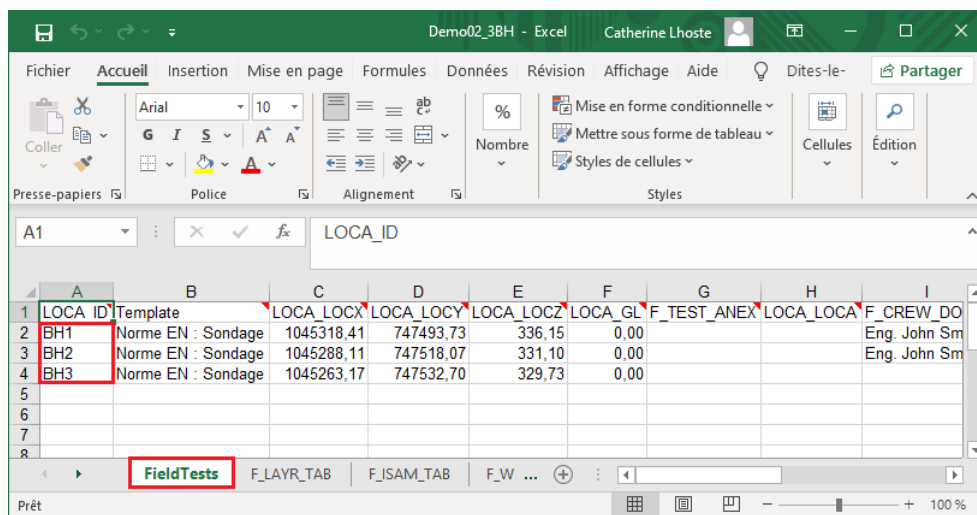 Demo02_3BH - Excel Catherine Lhoste
Fichier Accueil Insertion Mise en page Formules Données Révision Affichage Aide Dites-le- Partager
Coller
Arial 10
G I S A A
A
ab
%
Nombre
Mise en forme conditionnelle
Mettre sous forme de tableau
Styles de cellules
Cellules
Édition
Presse-papiers Police Alignement Styles
A1 fx LOCA_ID
A B C D E F G H I
1 LOCA_ID Template LOCA_LOCX LOCA_LOCY LOCA_LOCZ LOCA_GL F_TEST_ANEX LOCA_LOCA F_CREW_DO
2 BH1 Norme EN : Sondage 1045318,41 747493,73 336,15 0,00 Eng. John Sm
3 BH2 Norme EN : Sondage 1045288,11 747518,07 331,10 0,00 Eng. John Sm
4 BH3 Norme EN : Sondage 1045263,17 747532,70 329,73 0,00
5
6
7
8
FieldTests F_LAYR_TAB F_ISAM_TAB F_W ...
Prêt 100 %